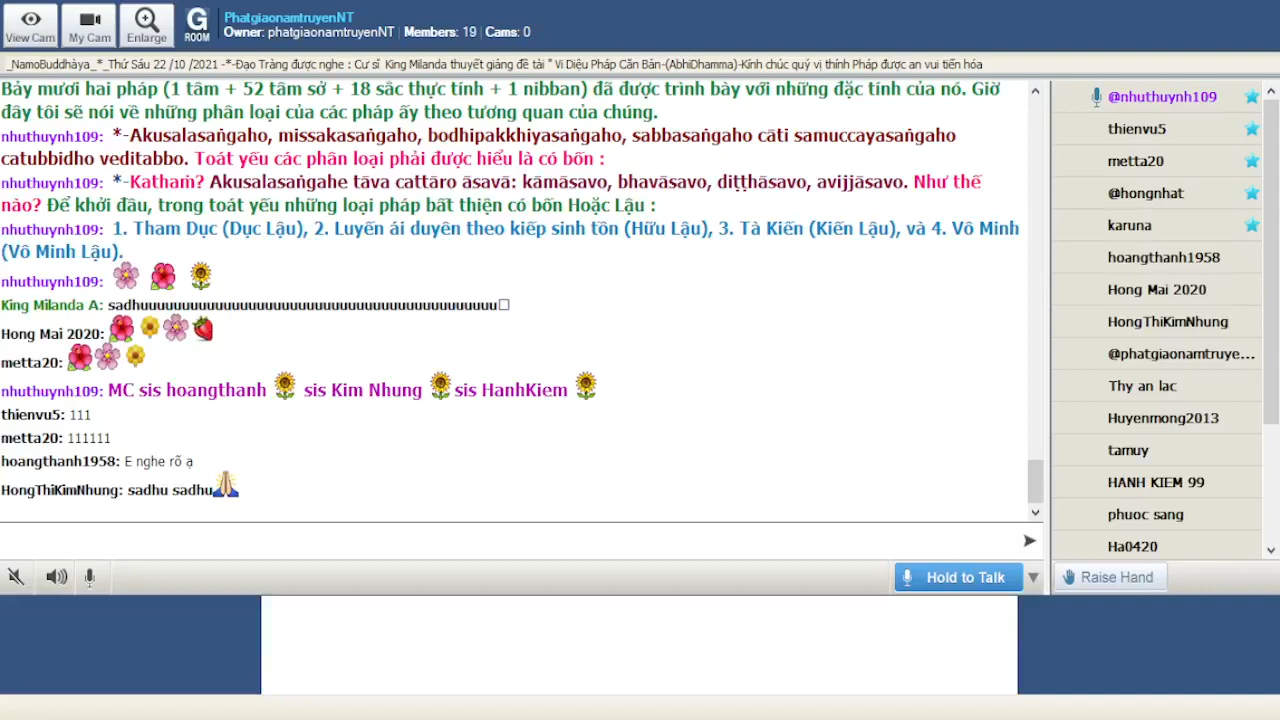 View Cam
My Cam
Enlarge
G
ROOM
PhatgiaonamtruyenNT
Owner: phatgiaonamtruyenNT | Members: 19 | Cams: 0
_NamoBuddhàya_*_Thứ Sáu 22 /10 /2021 -*-Đạo Tràng được nghe : Cư sĩ King Milanda thuyết giảng đề tài " Vi Diệu Pháp Căn Bản-(AbhiDhamma)-Kính chúc quý vị thính Pháp được an vui tiến hóa
Bảy mươi hai pháp (1 tâm + 52 tâm sở + 18 sắc thực tính + 1 nibban) đã được trình bày với những đặc tính của nó. Giờ
đây tôi sẽ nói về những phân loại của các pháp ấy theo tương quan của chúng.
nhuthuynh109: *-Akusalasaṅgaho, missakasaṅgaho, bodhipakkhiyasaṅgaho, sabbasaṅgaho cāti samuccayasaṅgaho
catubbidho veditabbo. Toát yếu các phân loại phải được hiểu là có bốn :
nhuthuynh109: *-Kathaṁ? Akusalasaṅgahe tāva cattāro āsavā: kāmāsavo, bhavāsavo, diṭṭhāsavo, avijjāsavo. Như thế
nào? Để khởi đầu, trong toát yếu những loại pháp bất thiện có bốn Hoặc Lậu :
nhuthuynh109: 1. Tham Dục (Dục Lậu), 2. Luyến ái duyên theo kiếp sinh tồn (Hữu Lậu), 3. Tà Kiến (Kiến Lậu), và 4. Vô Minh
(Vô Minh Lậu).
nhuthuynh109:
King Milanda A: sadhuuuuuuuuuuuuuuuuuuuuuuuuuuuuuuuuuuuuuuuuuu
Hong Mai 2020:
metta20:
nhuthuynh109: MC sis hoangthanh sis Kim Nhung sis HanhKiem
thienvu5: 111
metta20: 111111
hoangthanh1958: E nghe rõ ạ
HongThiKimNhung: sadhu sadhu
Hold to Talk
@nhuthuynh109
thienvu5
metta20
@hongnhat
karuna
hoangthanh1958
Hong Mai 2020
HongThiKimNhung
@phatgiaonamtruye...
Thy an lac
Huyenmong2013
tamuy
HANH KIEM 99
phuoc sang
Ha0420
Raise Hand